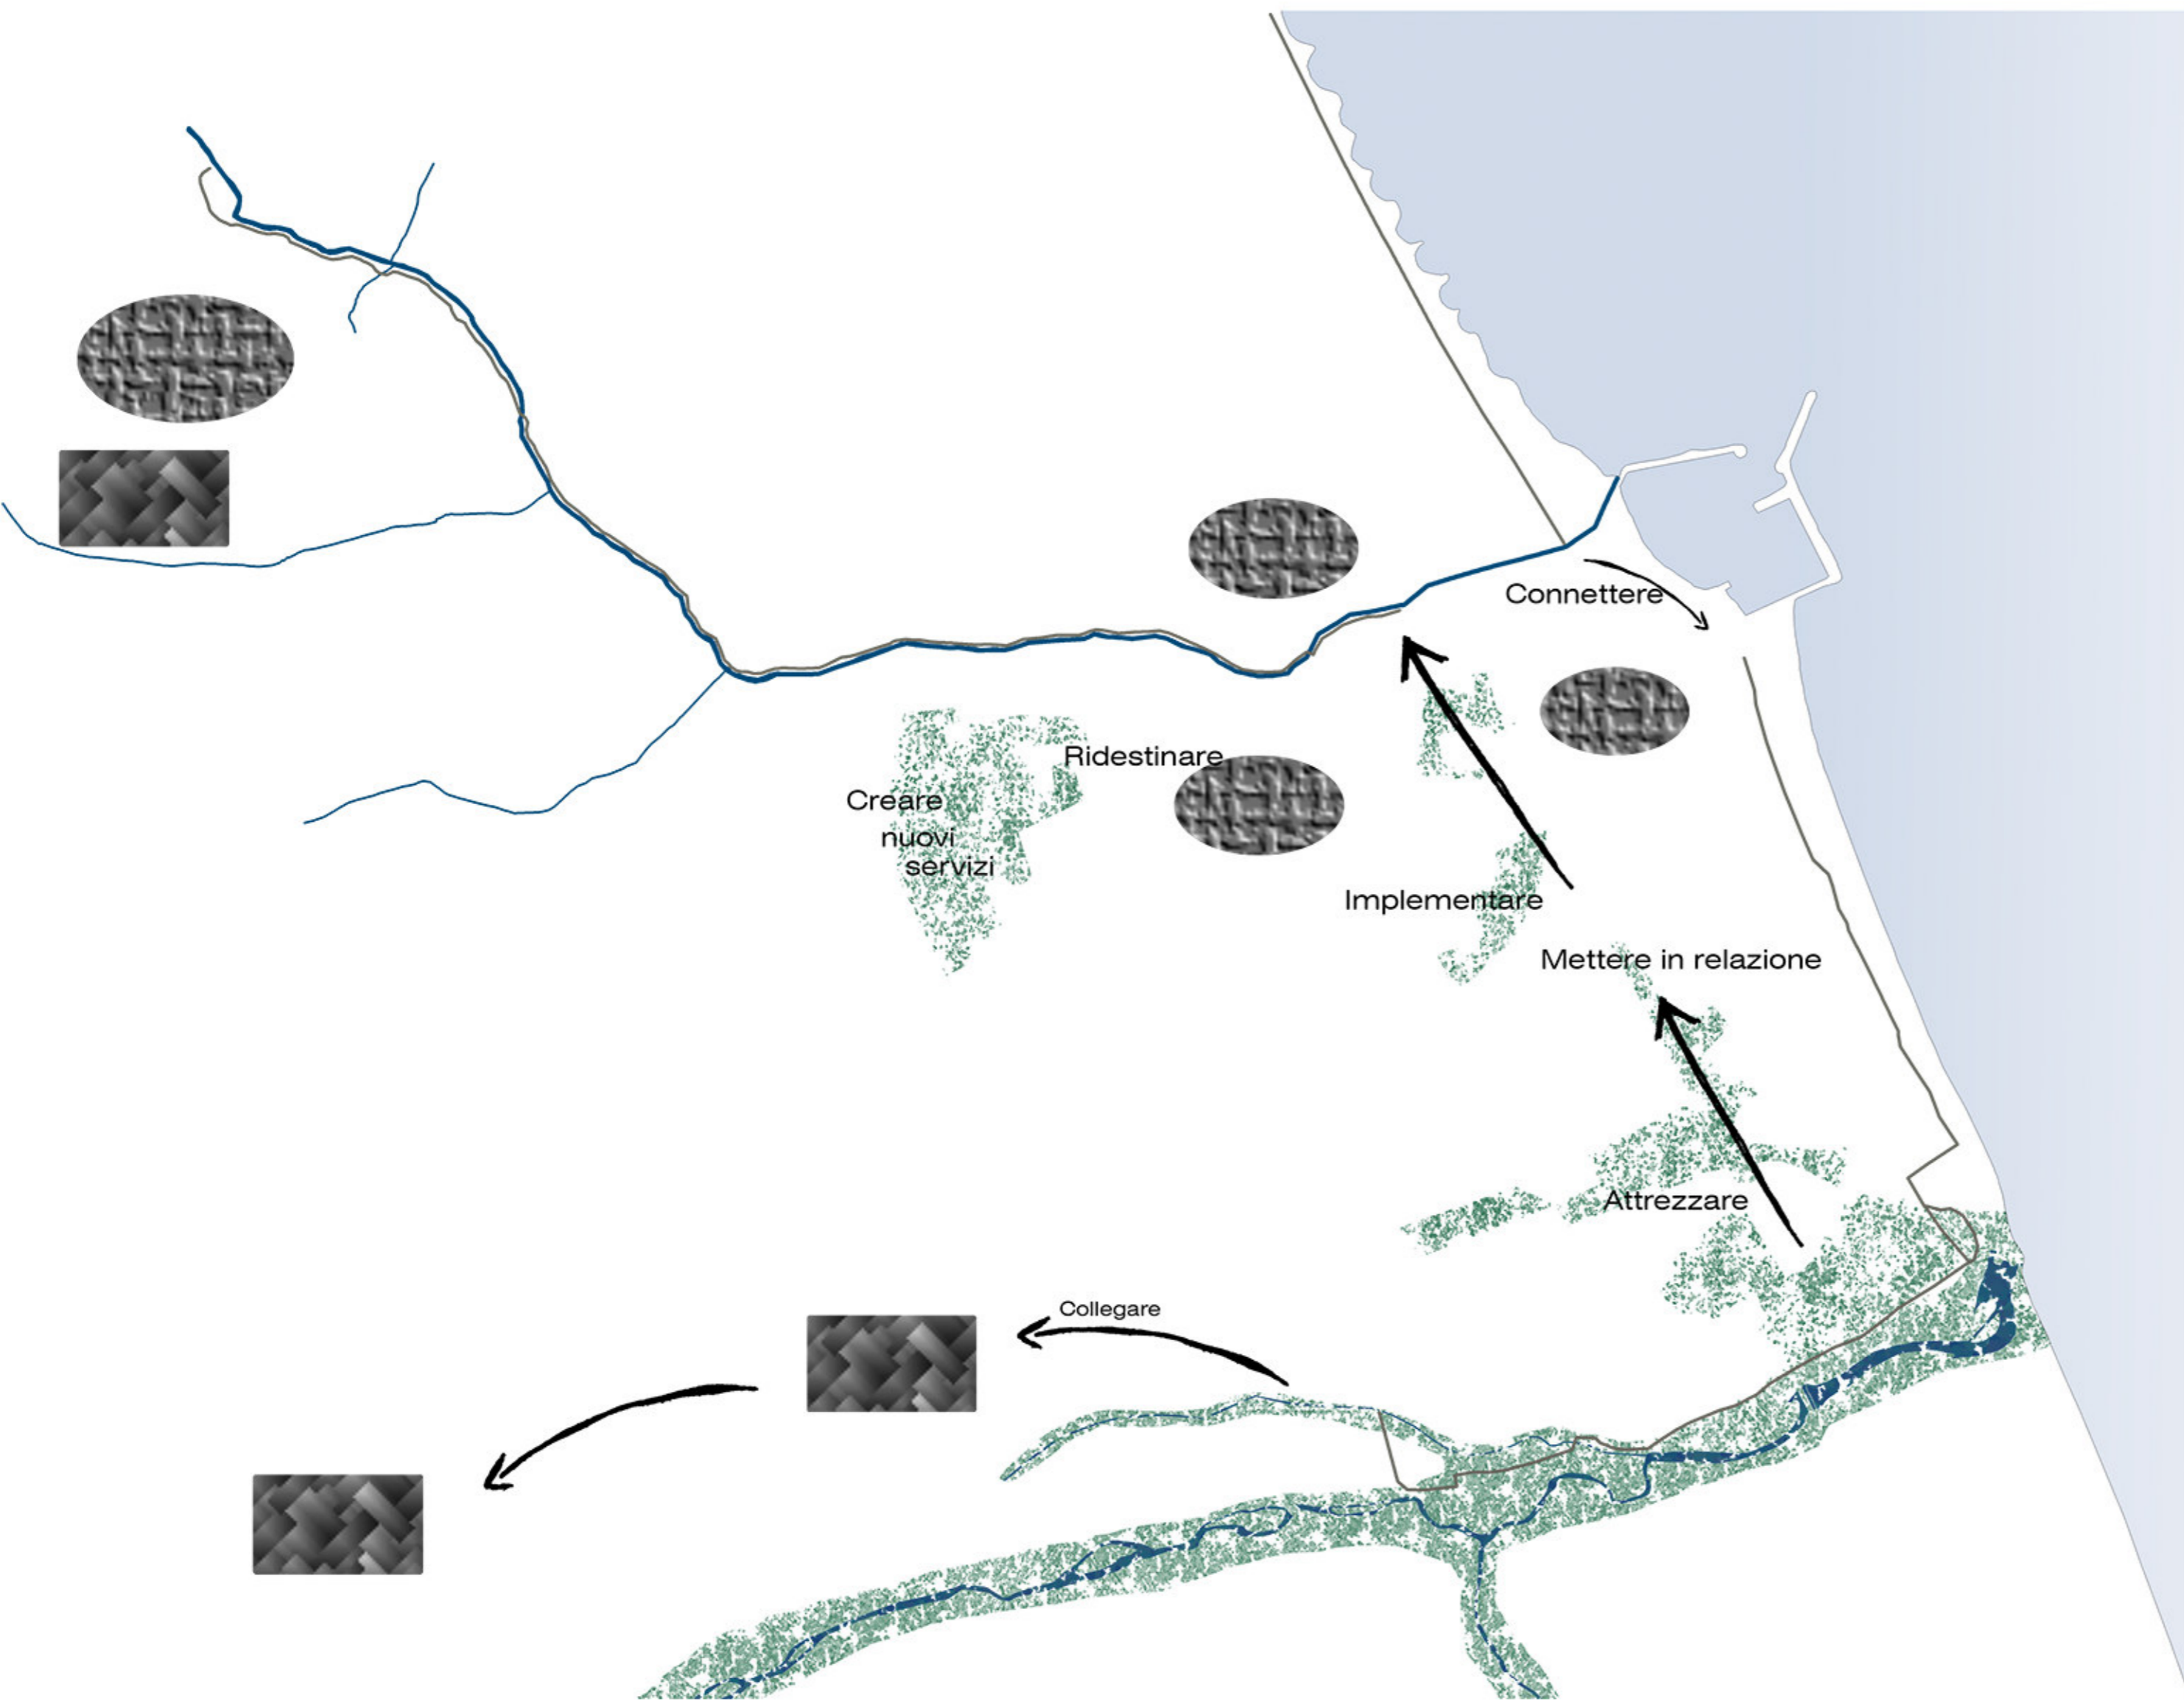 Connettere
Ridestinare
Creare
nuovi
servizi
Implementare
Mettere in relazione
Attrezzare
Collegare